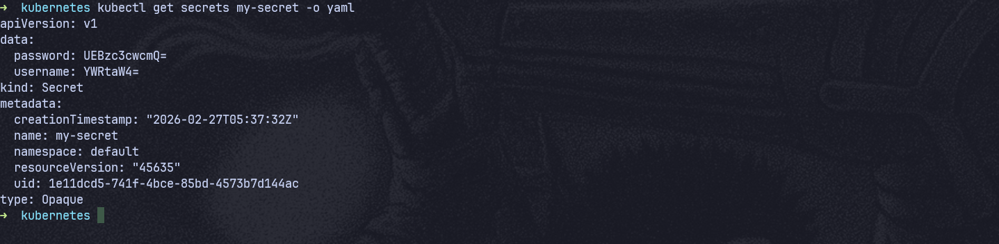 ➜  kubernetes kubectl get secrets my-secret -o yaml
apiVersion: v1
data:
  password: UEBzc3cwcmQ=
  username: YWRtaW4=
kind: Secret
metadata:
  creationTimestamp: "2026-02-27T05:37:32Z"
  name: my-secret
  namespace: default
  resourceVersion: "45635"
  uid: 1e11dcd5-741f-4bce-85bd-4573b7d144ac
type: Opaque
➜  kubernetes